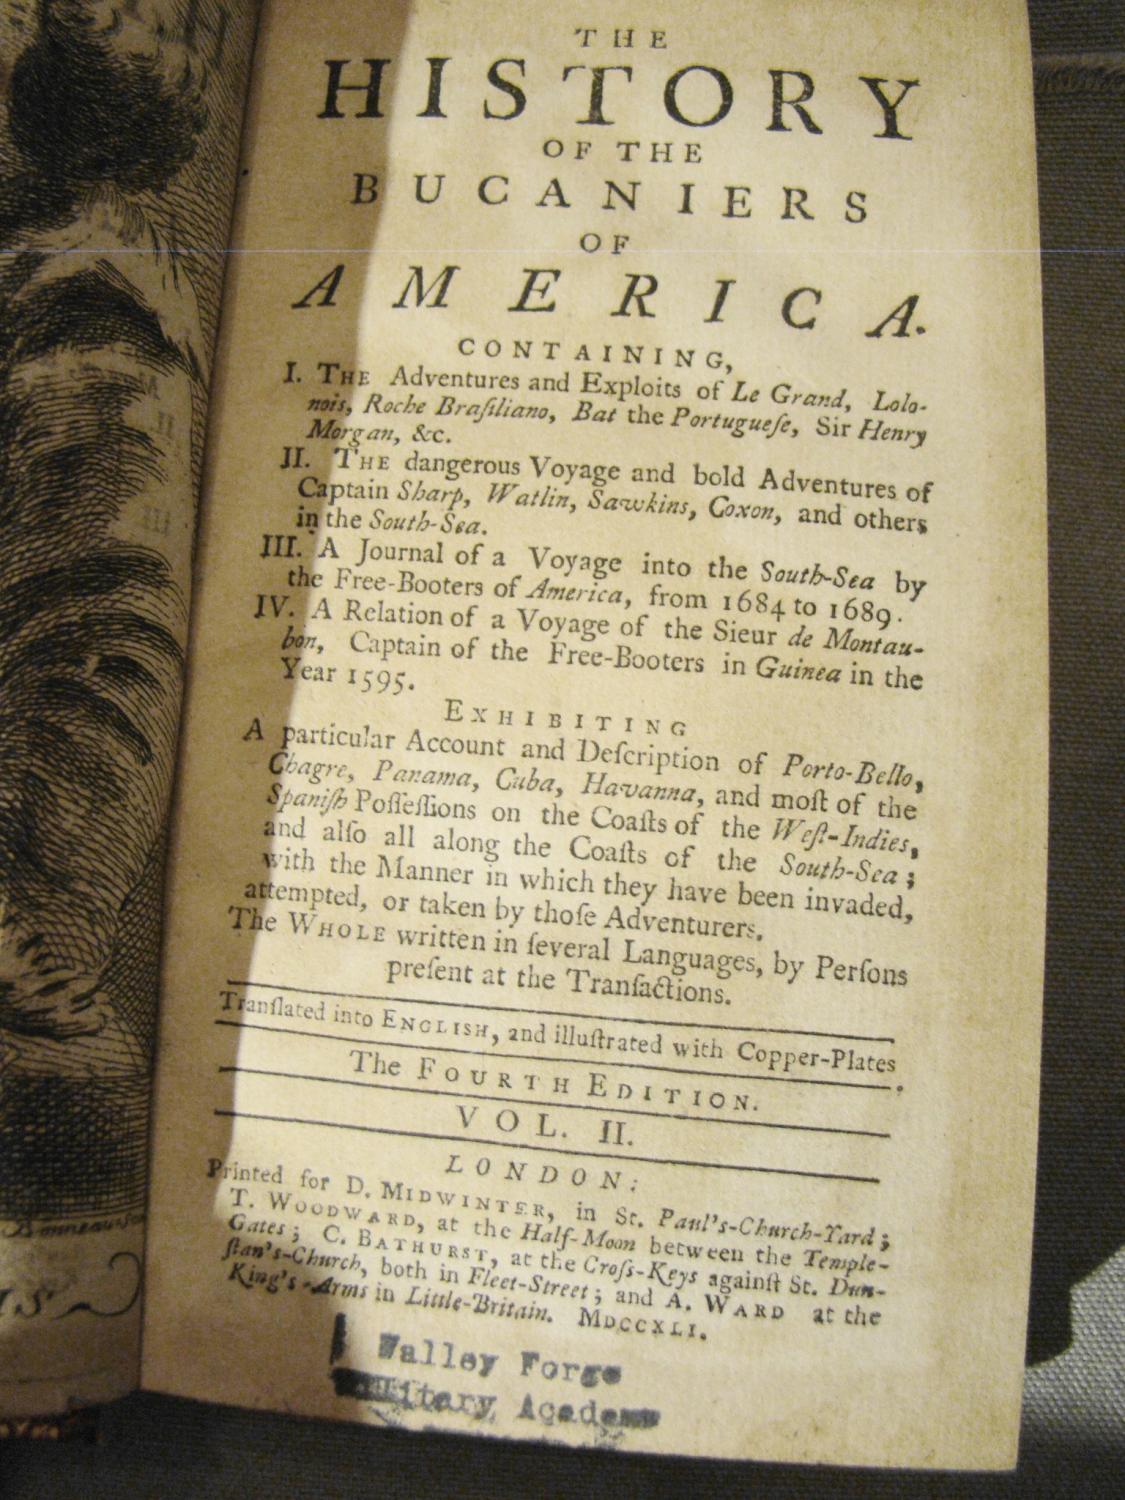 THE
HISTORY
OF THE
BUCANIERS
OF
AMERICA.
CONTAINING,
I. THE Adventures and Exploits of Le Grand, Lolo-
nois, Roche Braſiliano, Bat the Portugueſe, Sir Henry
Morgan, &c.
II. THE dangerous Voyage and bold Adventures of
Captain Sharp, Watlin, Sawkins, Coxon, and others
in the South-Sea.
III. A Journal of a Voyage into the South-Sea by
the Free-Booters of America, from 1684 to 1689.
IV. A Relation of a Voyage of the Sieur de Montau-
bon, Captain of the Free-Booters in Guinea in the
Year 1595.
EXHIBITING
A particular Account and Deſcription of Porto-Bello,
Chagre, Panama, Cuba, Havanna, and moſt of the
Spaniſh Poſſeſſions on the Coaſts of the Weſt-Indies,
and alſo all along the Coaſts of the South-Sea;
with the Manner in which they have been invaded,
attempted, or taken by thoſe Adventurers.
The WHOLE written in ſeveral Languages, by Perſons
preſent at the Tranſactions.
Tranſlated into ENGLISH, and illuſtrated with Copper-Plates.
The FOURTH EDITION.
VOL. II.
LONDON:
Printed for D. MIDWINTER, in St. Paul's-Church-Yard;
T. WOODWARD, at the Half-Moon between the Temple-
Gates; C. BATHURST, at the Croſs-Keys againſt St. Dun-
ſtan's-Church, both in Fleet-Street; and A. WARD at the
King's-Arms in Little-Britain. MDCCXLI.
Valley Forge
Military Academy